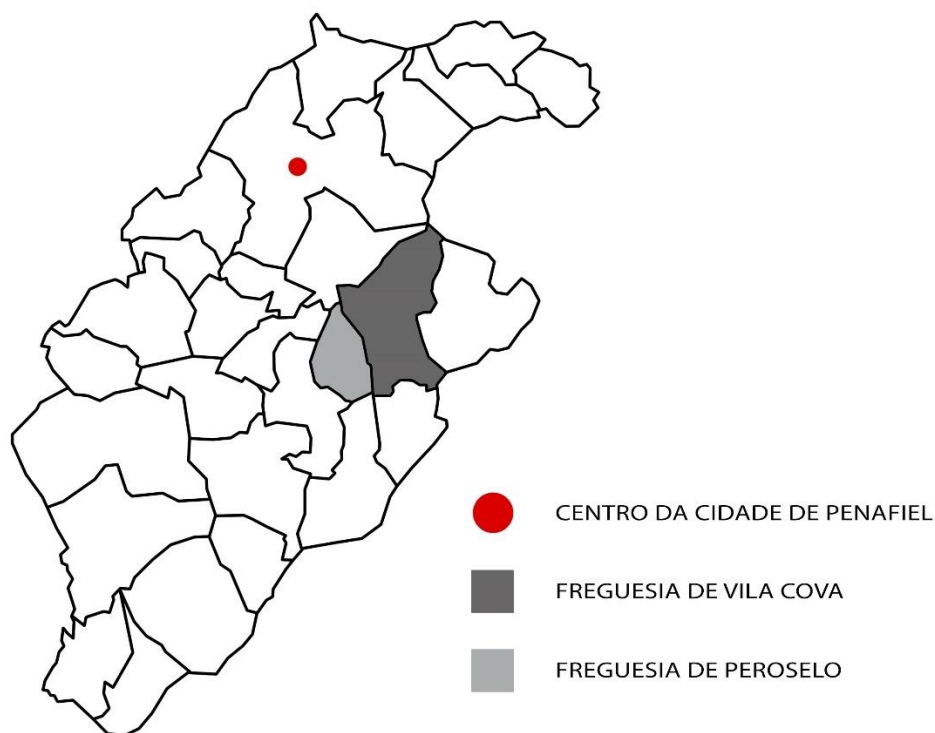 CENTRO DA CIDADE DE PENAFIEL
FREGUESIA DE VILA COVA
FREGUESIA DE PEROSELO